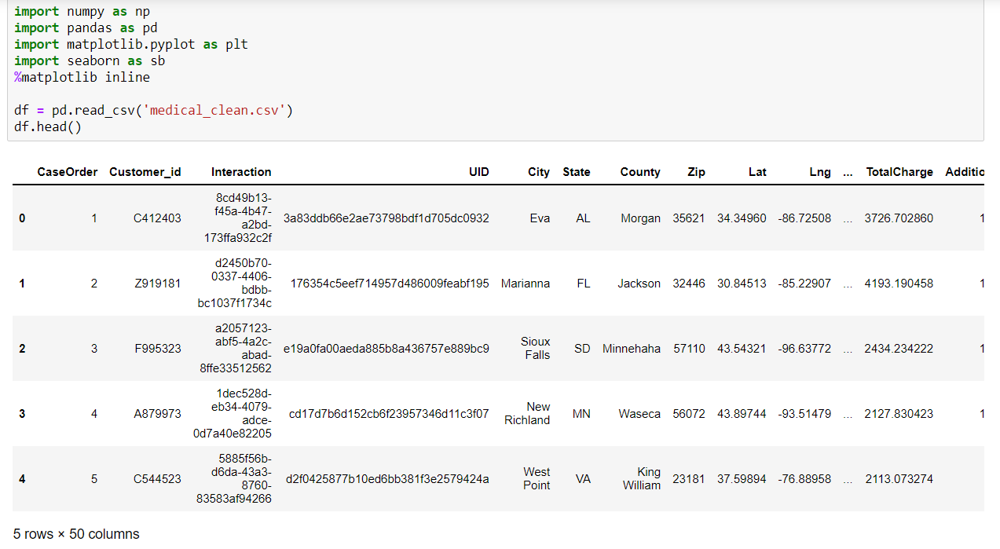 import numpy as np
import pandas as pd
import matplotlib.pyplot as plt
import seaborn as sb
%matplotlib inline
df = pd.read_csv('medical_clean.csv')
df.head()
CaseOrder Customer_id Interaction UID City State County Zip Lat Lng ... TotalCharge Additio
0 1 C412403 8cd49b13-f45a-4b47-a2bd-173ffa932c2f 3a83ddb66e2ae73798bdf1d705dc0932 Eva AL Morgan 35621 34.34960 -86.72508 ... 3726.702860 1
1 2 Z919181 d2450b70-0337-4406-bdbb-bc1037f1734c 176354c5eef714957d486009feabf195 Marianna FL Jackson 32446 30.84513 -85.22907 ... 4193.190458 1
2 3 F995323 a2057123-abf5-4a2c-abad-8ffe33512562 e19a0fa00aeda885b8a436757e889bc9 Sioux Falls SD Minnehaha 57110 43.54321 -96.63772 ... 2434.234222 1
3 4 A879973 1dec528d-eb34-4079-adce-0d7a40e82205 cd17d7b6d152cb6f23957346d11c3f07 New Richland MN Waseca 56072 43.89744 -93.51479 ... 2127.830423 1
4 5 C544523 5885f56b-d6da-43a3-8760-83583af94266 d2f0425877b10ed6bb381f3e2579424a West Point VA King William 23181 37.59894 -76.88958 ... 2113.073274
5 rows × 50 columns